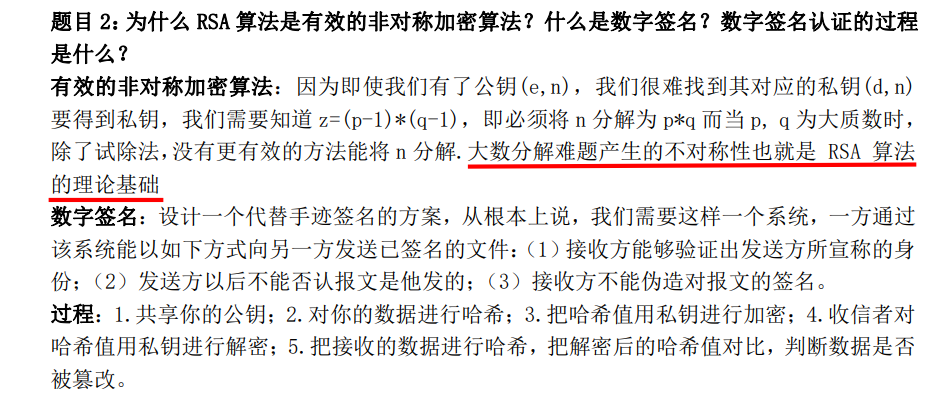 题目 2：为什么 RSA 算法是有效的非对称加密算法？什么是数字签名？数字签名认证的过程
是什么？
有效的非对称加密算法：因为即使我们有了公钥(e,n)，我们很难找到其对应的私钥(d,n)
要得到私钥，我们需要知道 z=(p-1)*(q-1)，即必须将 n 分解为 p*q 而当 p, q 为大质数时，
除了试除法,没有更有效的方法能将 n 分解.大数分解难题产生的不对称性也就是 RSA 算法
的理论基础
数字签名：设计一个代替手迹签名的方案，从根本上说，我们需要这样一个系统，一方通过
该系统能以如下方式向另一方发送已签名的文件：（1）接收方能够验证出发送方所宣称的身
份；（2）发送方以后不能否认报文是他发的；（3）接收方不能伪造对报文的签名。
过程：1.共享你的公钥；2.对你的数据进行哈希；3.把哈希值用私钥进行加密；4.收信者对
哈希值用私钥进行解密；5.把接收的数据进行哈希，把解密后的哈希值对比，判断数据是否
被篡改。